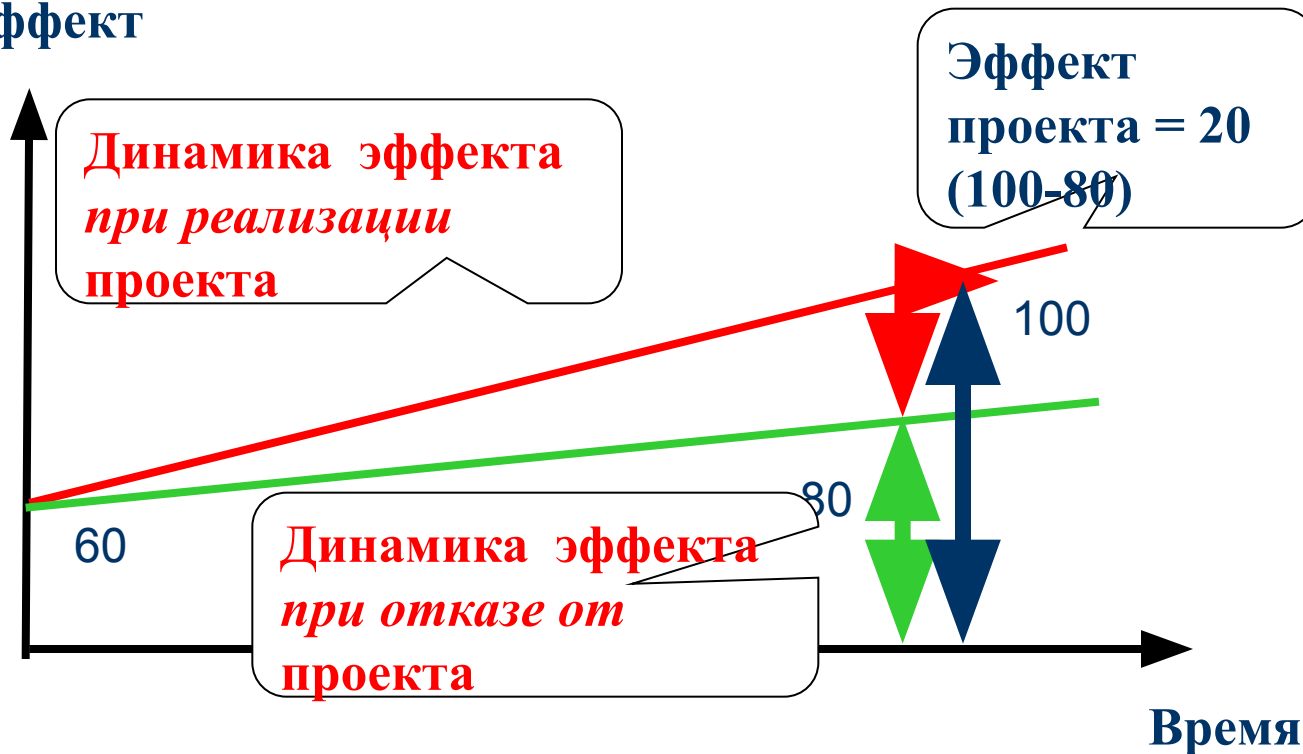 ффект
Эффект
проекта = 20
(100-80)
Динамика эффекта
при реализации
проекта
100
80
60
Динамика эффекта
при отказе от
проекта
Время